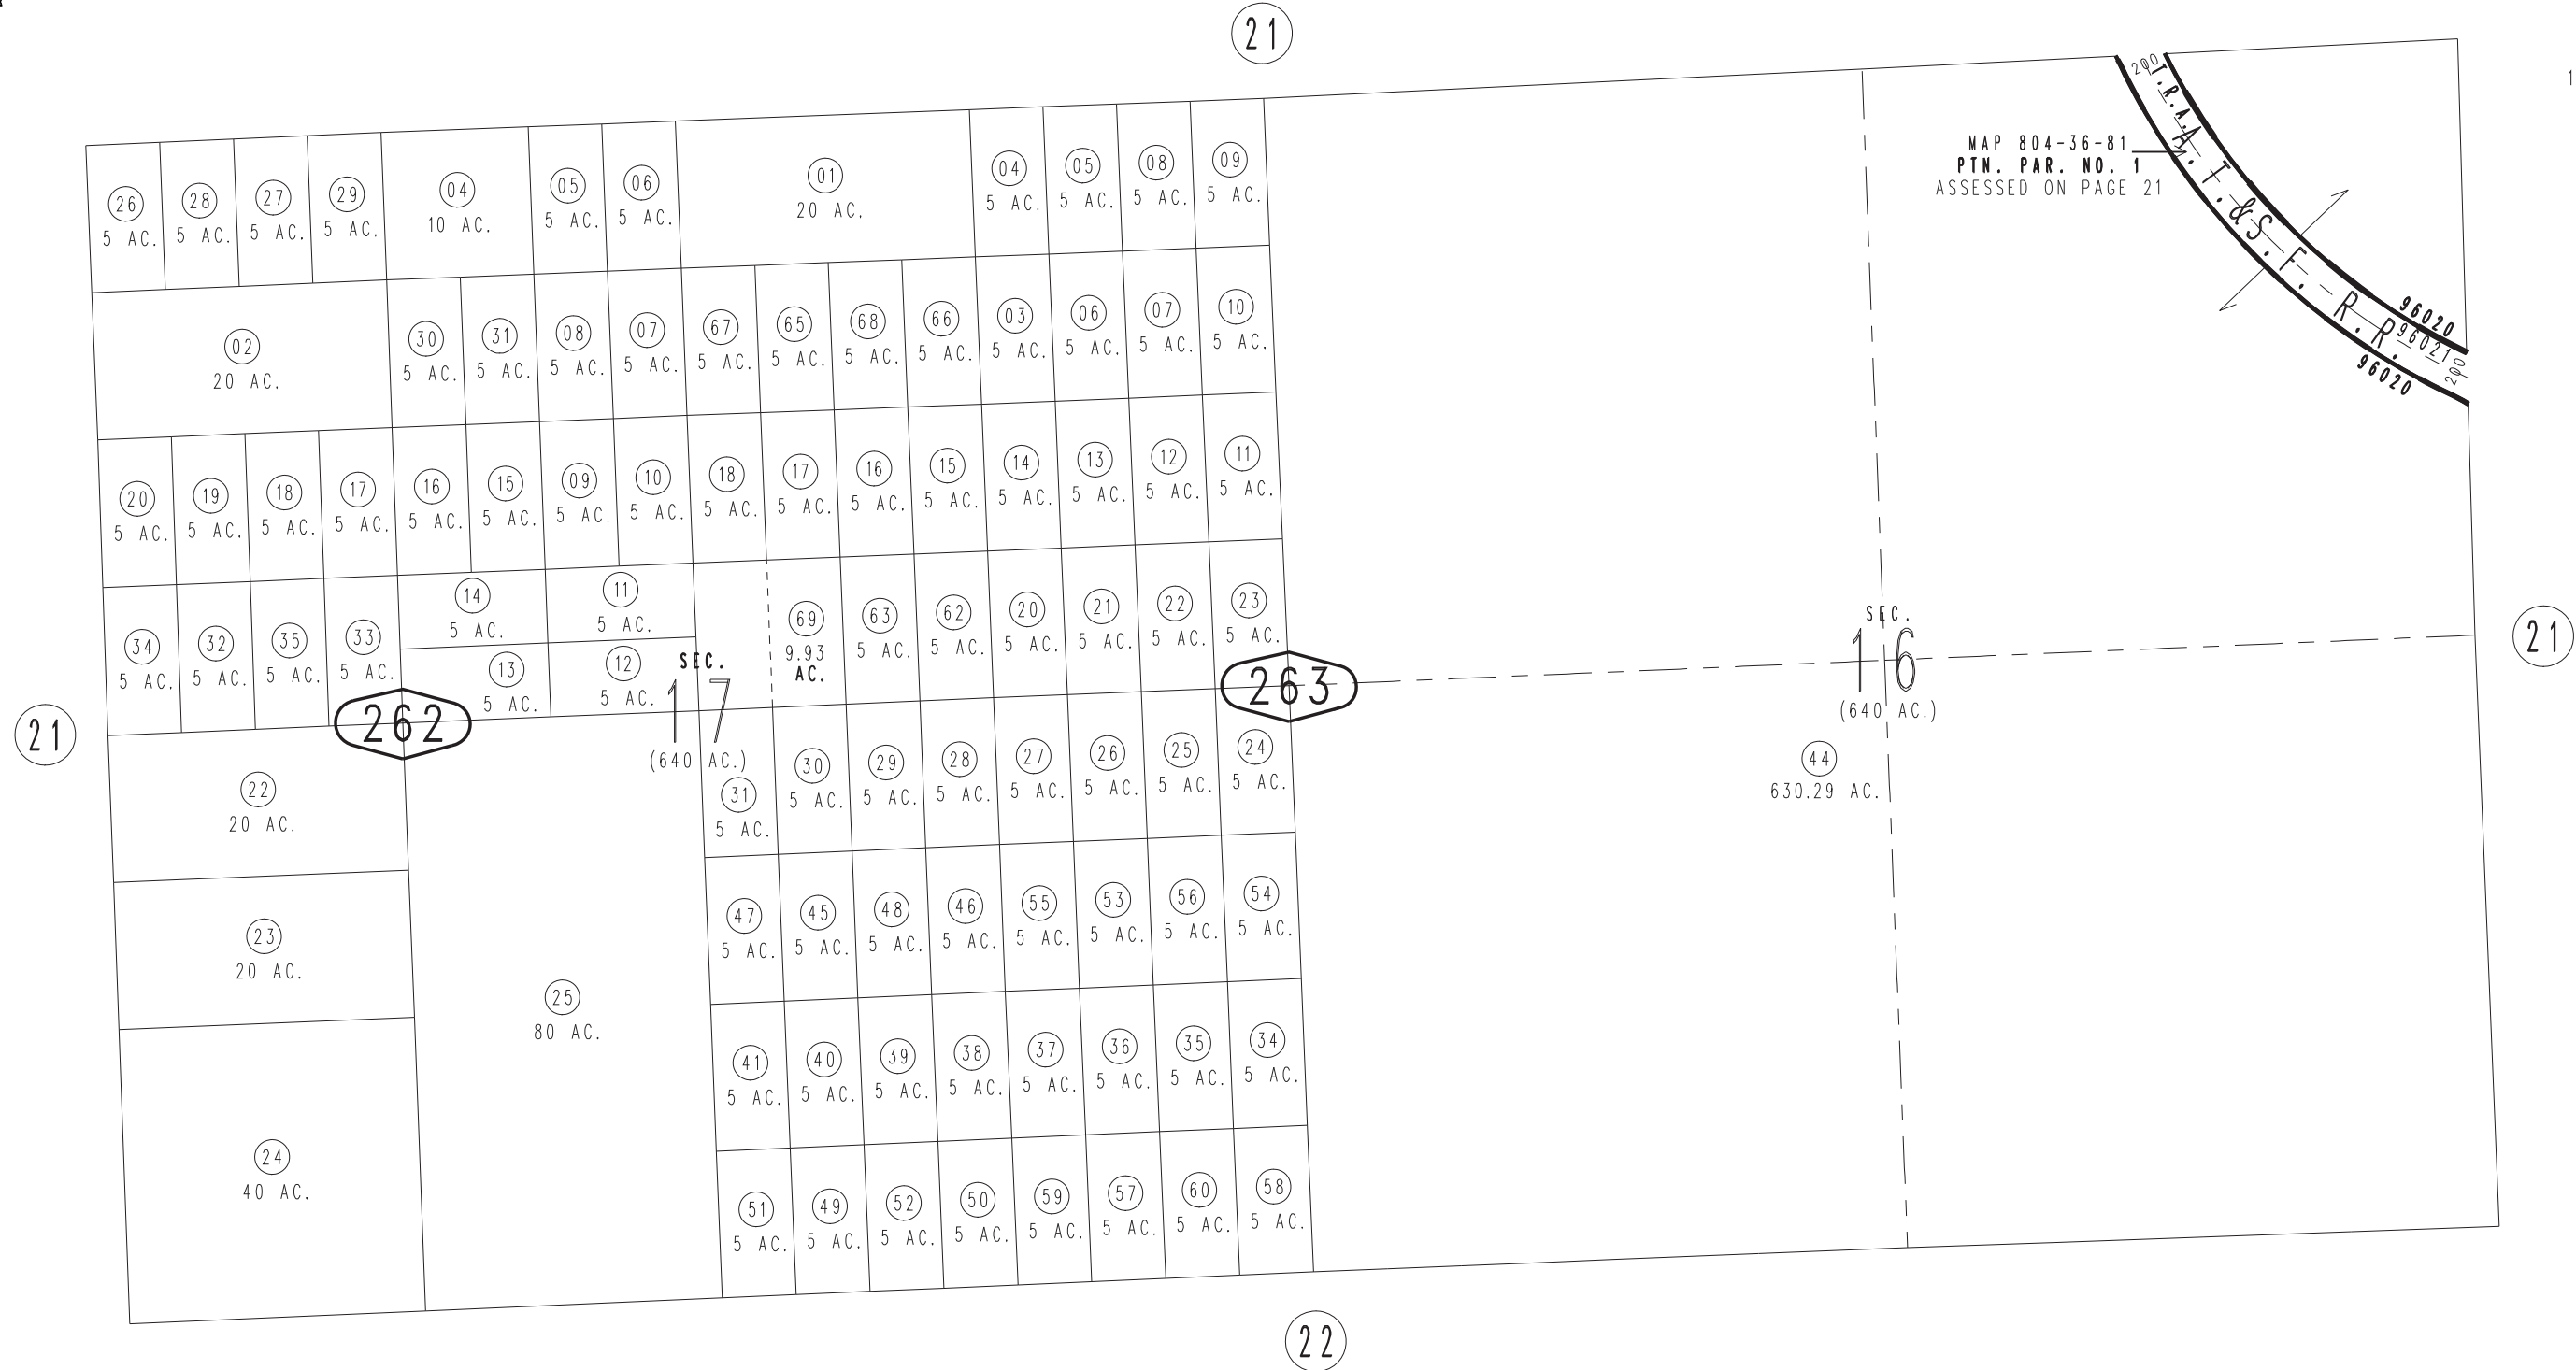 21
26
5 AC.
28
5 AC.
27
5 AC.
29
5 AC.
04
10 AC.
05
5 AC.
06
5 AC.
01
20 AC.
04
5 AC.
05
5 AC.
08
5 AC.
09
5 AC.
02
20 AC.
30
5 AC.
31
5 AC.
08
5 AC.
07
5 AC.
67
5 AC.
65
5 AC.
68
5 AC.
66
5 AC.
03
5 AC.
06
5 AC.
07
5 AC.
10
5 AC.
20
5 AC.
19
5 AC.
18
5 AC.
17
5 AC.
16
5 AC.
15
5 AC.
09
5 AC.
10
5 AC.
18
5 AC.
17
5 AC.
16
5 AC.
15
5 AC.
14
5 AC.
13
5 AC.
12
5 AC.
11
5 AC.
34
5 AC.
32
5 AC.
35
5 AC.
33
5 AC.
14
5 AC.
11
5 AC.
13
5 AC.
12
5 AC.
69
9.93
AC.
63
5 AC.
62
5 AC.
20
5 AC.
21
5 AC.
22
5 AC.
23
5 AC.
SEC.
17
(640 AC.)
262
263
21
22
20 AC.
31
5 AC.
30
5 AC.
29
5 AC.
28
5 AC.
27
5 AC.
26
5 AC.
25
5 AC.
24
5 AC.
23
20 AC.
25
80 AC.
47
5 AC.
45
5 AC.
48
5 AC.
46
5 AC.
55
5 AC.
53
5 AC.
56
5 AC.
54
5 AC.
41
5 AC.
40
5 AC.
39
5 AC.
38
5 AC.
37
5 AC.
36
5 AC.
35
5 AC.
34
5 AC.
24
40 AC.
51
5 AC.
49
5 AC.
52
5 AC.
50
5 AC.
59
5 AC.
57
5 AC.
60
5 AC.
58
5 AC.
MAP 804-36-81
PTN. PAR. NO. 1
ASSESSED ON PAGE 21
200
T.R.A.
A.T.&S.F. R.R.
96020
96021
96020
200
1
SEC.
16
(640 AC.)
44
630.29 AC.
21
22